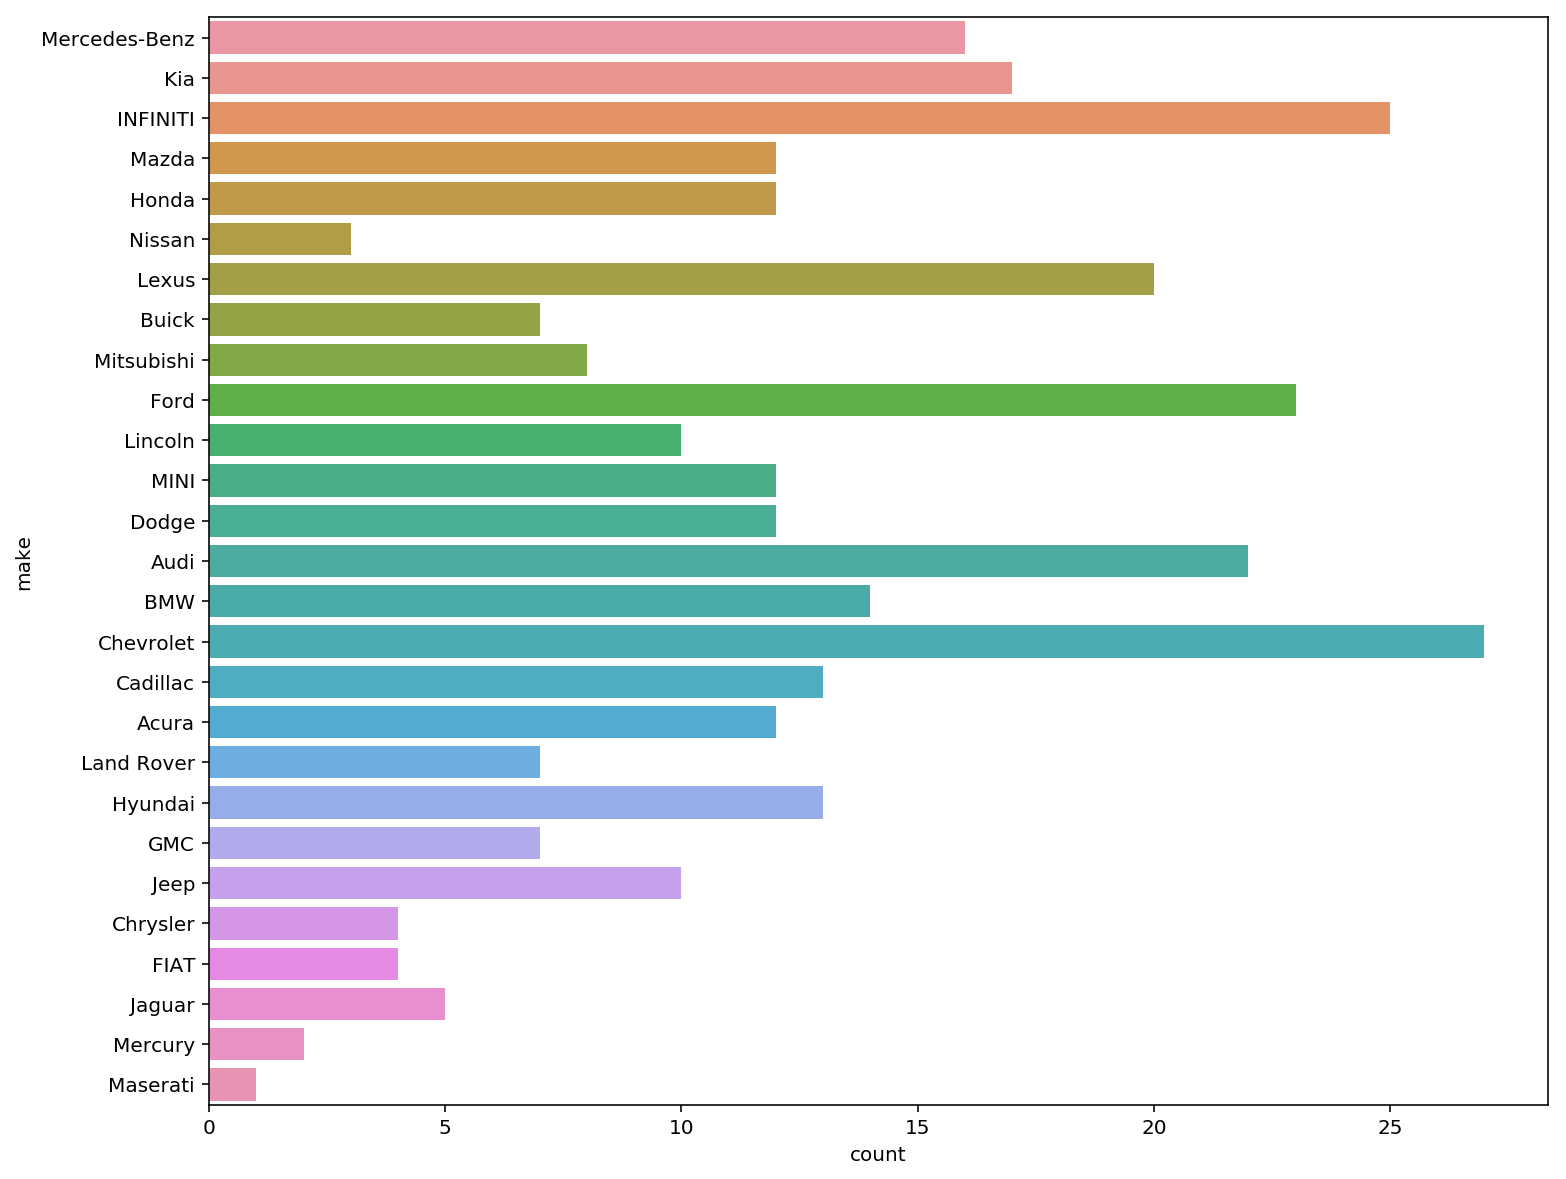 Mercedes-Benz
Kia
INFINITI
Mazda
Honda
Nissan
Lexus
Buick
Mitsubishi
Ford
Lincoln
MINI
Dodge
Audi
BMW
Chevrolet
Cadillac
Acura
Land Rover
Hyundai
GMC
Jeep
Chrysler
FIAT
Jaguar
Mercury
Maserati
make
0 5 10 15 20 25
count